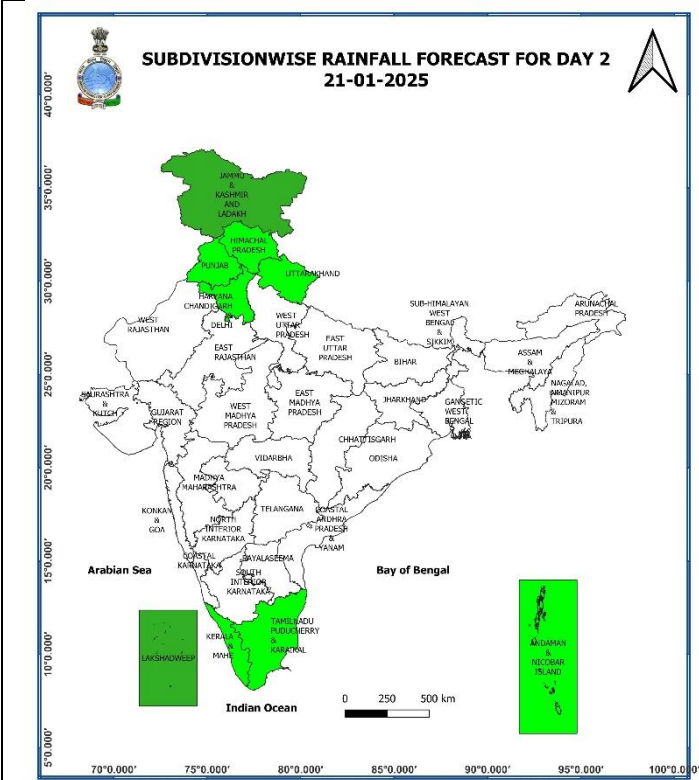 SUBDIVISIONWISE RAINFALL FORECAST FOR DAY 2
21-01-2025
40°0.000'
35°0.000'
30°0.000'
25°0.000'
20°0.000'
15°0.000'
10°0.000'
5°0.000'
JAMMU
&
KASHMIR
AND
LADAKH
HIMACHAL
PRADESH
PUNJAB
UTTARAKHAND
HARYANA
CHANDIGARH
DELHI
WEST
RAJASTHAN
EAST
RAJASTHAN
WEST
UTTAR
PRADESH
EAST
UTTAR
PRADESH
SUB-HIMALAYAN
WEST
BENGAL
&
SIKKIM
ARUNACHAL
PRADESH
ASSAM
&
MEGHALAYA
BIHAR
NAGALAD,
MANIPUR
MIZORAM
&
TRIPURA
SAURASHTRA
&
KUTCH
GUJARAT
REGION
WEST
MADHYA
PRADESH
EAST
MADHYA
PRADESH
JHARKHAND
GANGETIC
WEST
BENGAL
CHHATTISGARH
ODISHA
VIDARBHA
MADHYA
MAHARASHTRA
KONKAN
&
GOA
NORTH
INTERIOR
KARNATAKA
TELANGANA
COASTAL
ANDHRA
PRADESH
&
YANAM
COASTAL
KARNATAKA
RAYALASEEMA
SOUTH
INTERIOR
KARNATAKA
Arabian Sea
Bay of Bengal
LAKSHADWEEP
KERALA
&
MAHE
TAMILNADU
PUDUCHERRY
&
KARAIKAL
ANDAMAN
&
NICOBAR
ISLAND
Indian Ocean
0 250 500 km
70°0.000' 75°0.000' 80°0.000' 85°0.000' 90°0.000' 95°0.000' 100°0.000'